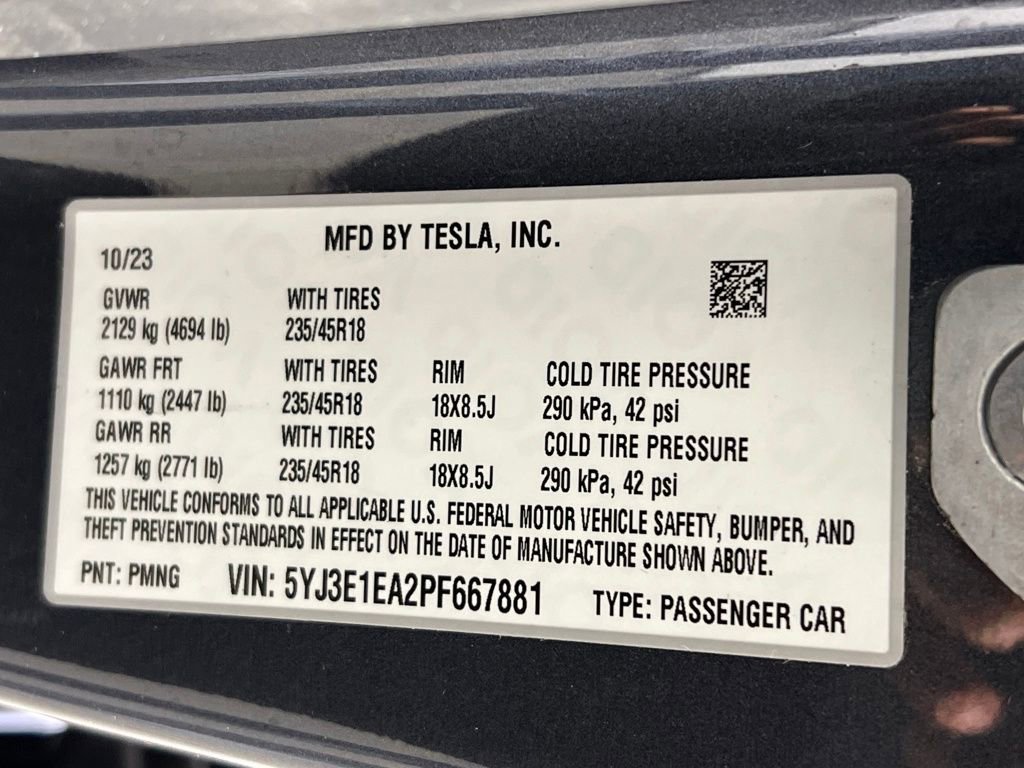 MFD BY TESLA, INC.
10/23
GVWR WITH TIRES
2129 kg (4694 lb) 235/45R18
GAWR FRT WITH TIRES RIM COLD TIRE PRESSURE
1110 kg (2447 lb) 235/45R18 18X8.5J 290 kPa, 42 psi
GAWR RR WITH TIRES RIM COLD TIRE PRESSURE
1257 kg (2771 lb) 235/45R18 18X8.5J 290 kPa, 42 psi
THIS VEHICLE CONFORMS TO ALL APPLICABLE U.S. FEDERAL MOTOR VEHICLE SAFETY, BUMPER, AND
THEFT PREVENTION STANDARDS IN EFFECT ON THE DATE OF MANUFACTURE SHOWN ABOVE.
PNT: PMNG VIN: 5YJ3E1EA2PF667881 TYPE: PASSENGER CAR